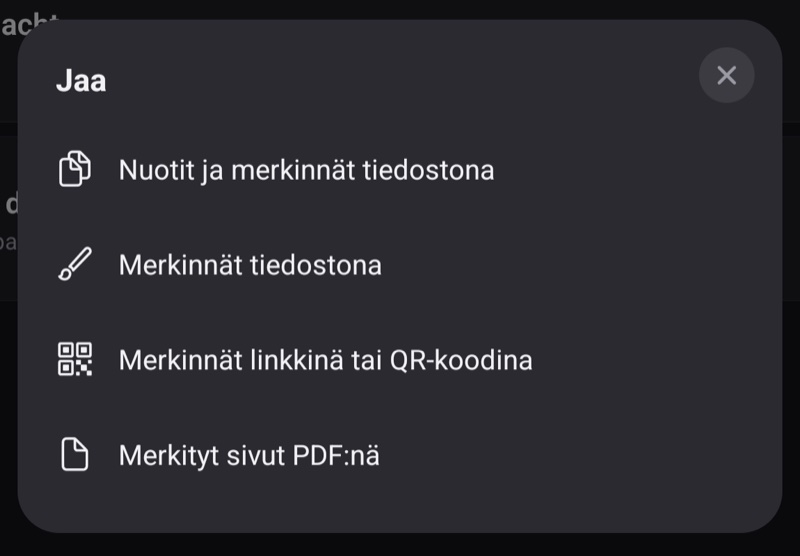 Jaa
Nuotit ja merkinnät tiedostona
Merkinnät tiedostona
Merkinnät linkkinä tai QR-koodina
Merkityt sivut PDF:nä